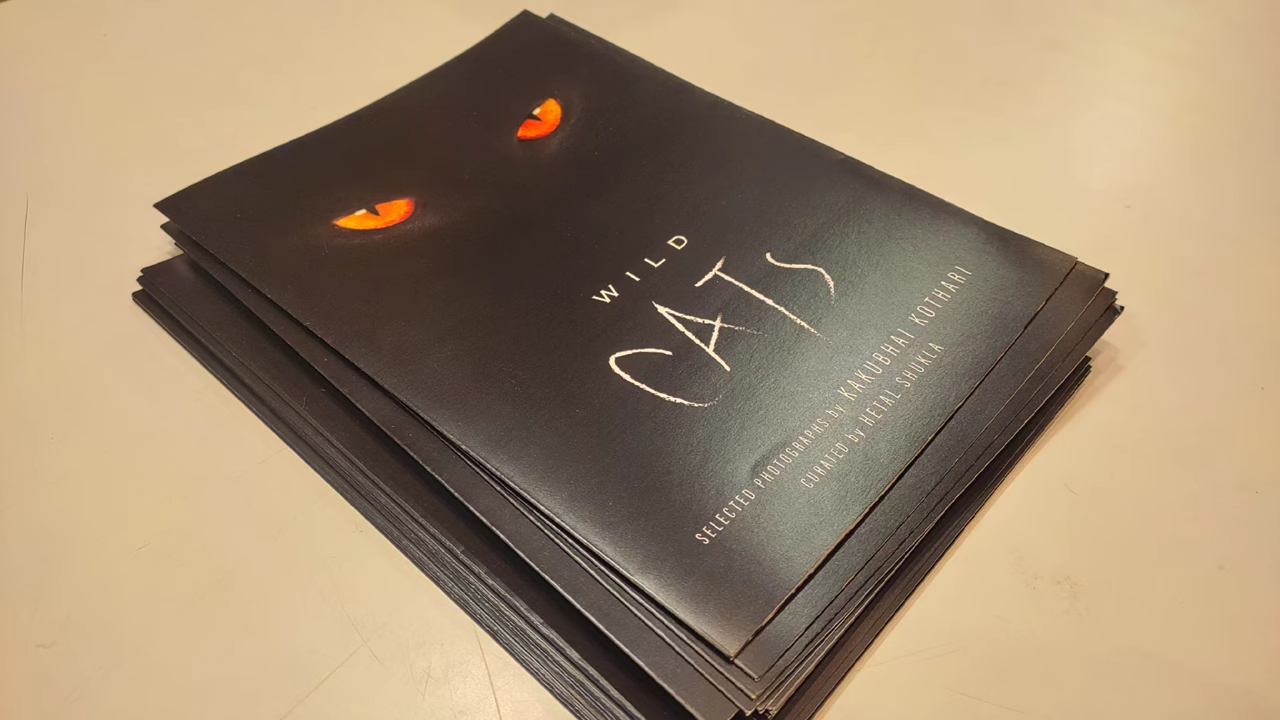 WILD
CATS
SELECTED PHOTOGRAPHS by KAKUBHAI KOTHARI
CURATED by HETAL SHUKLA